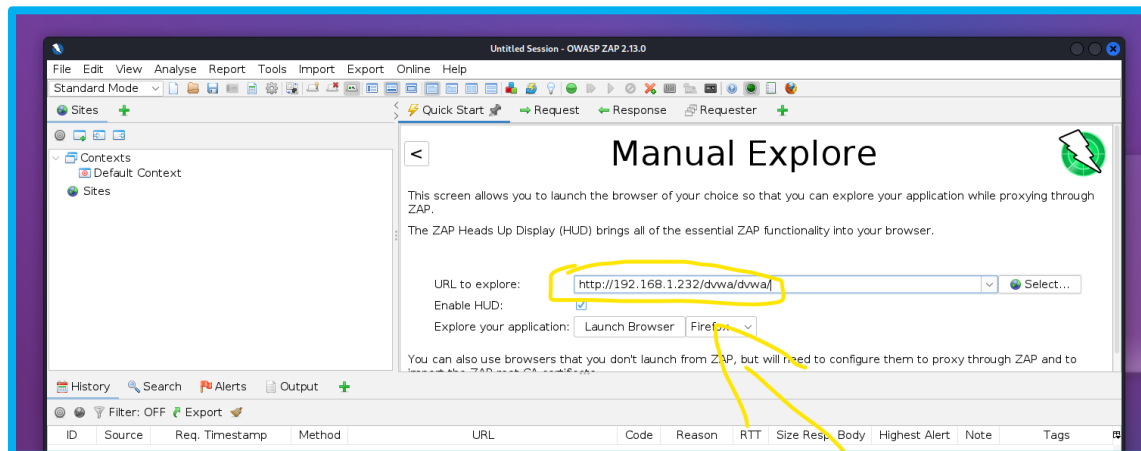 Untitled Session - OWASP ZAP 2.13.0
File Edit View Analyse Report Tools Import Export Online Help
Standard Mode
Sites
Quick Start Request Response Requester
Contexts
Default Context
Sites
<
Manual Explore
This screen allows you to launch the browser of your choice so that you can explore your application while proxying through
ZAP.
The ZAP Heads Up Display (HUD) brings all of the essential ZAP functionality into your browser.
URL to explore: http://192.168.1.232/dvwa/dvwa/ Select...
Enable HUD:
Explore your application: Launch Browser Firefox
You can also use browsers that you don't launch from ZAP, but will need to configure them to proxy through ZAP and to
import the ZAP root CA certificate.
History Search Alerts Output
Filter: OFF Export
ID Source Req. Timestamp Method URL Code Reason RTT Size Resp. Body Highest Alert Note Tags